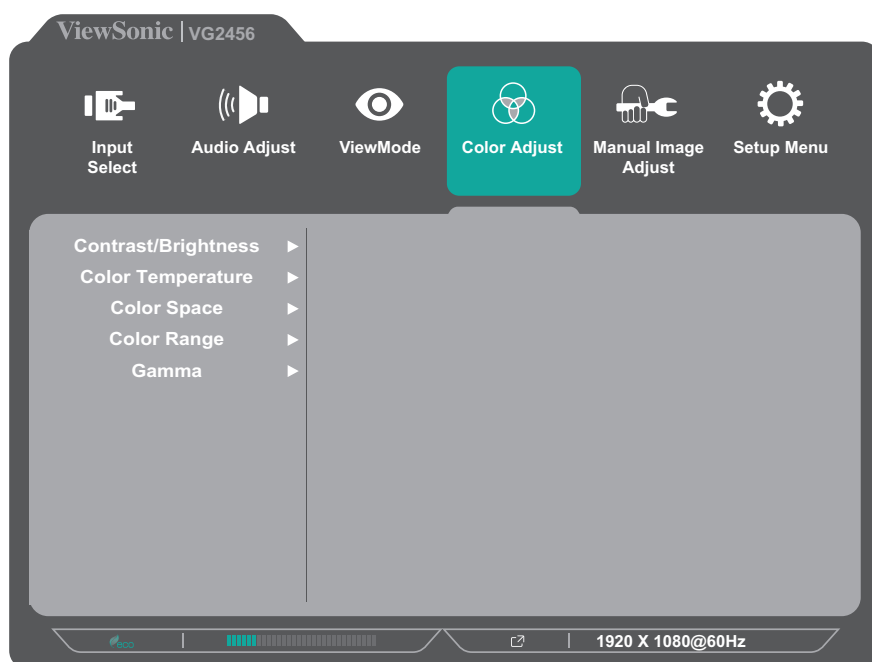 ViewSonic | VG2456
Input Select
Audio Adjust
ViewMode
Color Adjust
Manual Image Adjust
Setup Menu
Contrast/Brightness
Color Temperature
Color Space
Color Range
Gamma
eco
1920 X 1080@60Hz